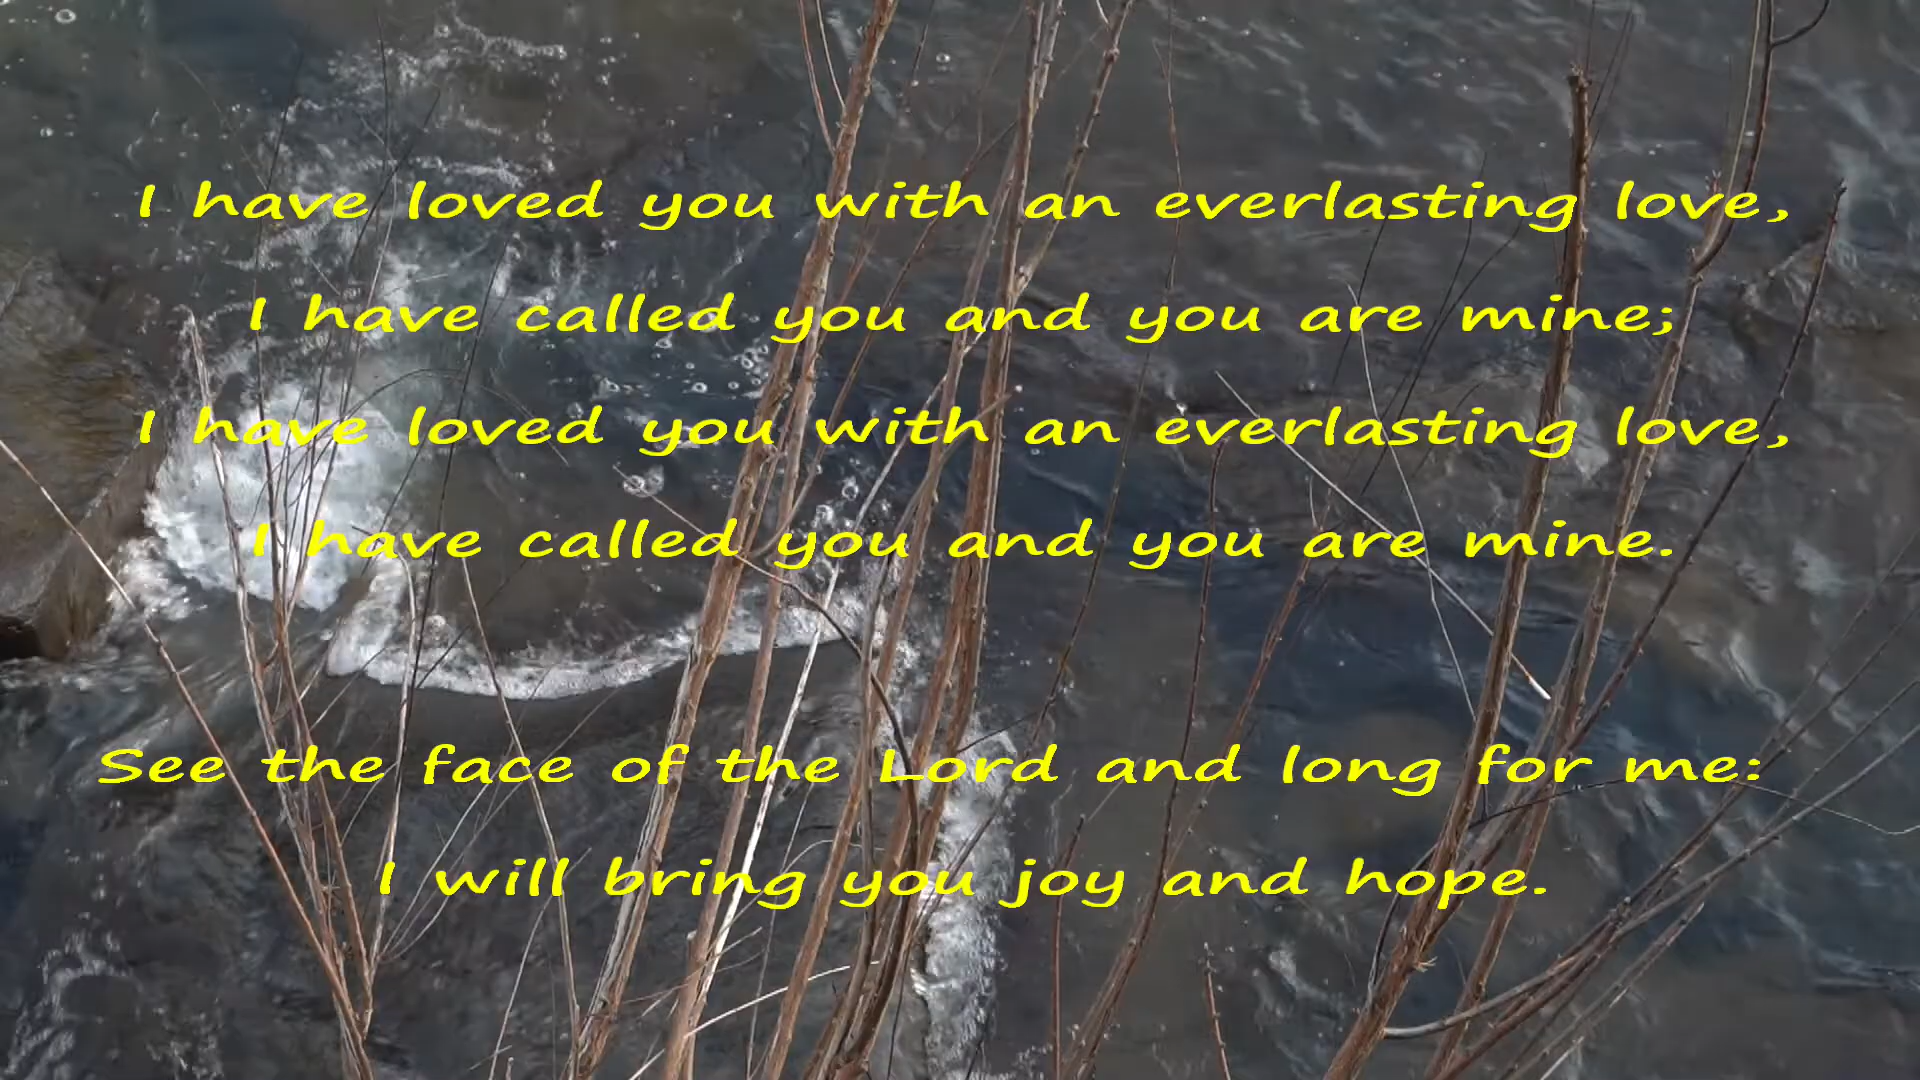 I have loved you with an everlasting love,
I have called you and you are mine;
I have loved you with an everlasting love,
I have called you and you are mine.
See the face of the Lord and long for me:
I will bring you joy and hope.